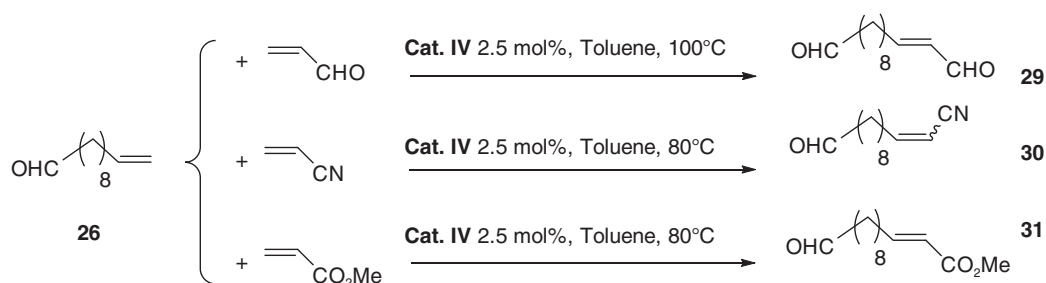 + CHO Cat. IV 2.5 mol%, Toluene, 100°C OHC ( )8 CHO 29
OHC ( )8 26
+ CN Cat. IV 2.5 mol%, Toluene, 80°C OHC ( )8 CN 30
+ CO2Me Cat. IV 2.5 mol%, Toluene, 80°C OHC ( )8 CO2Me 31